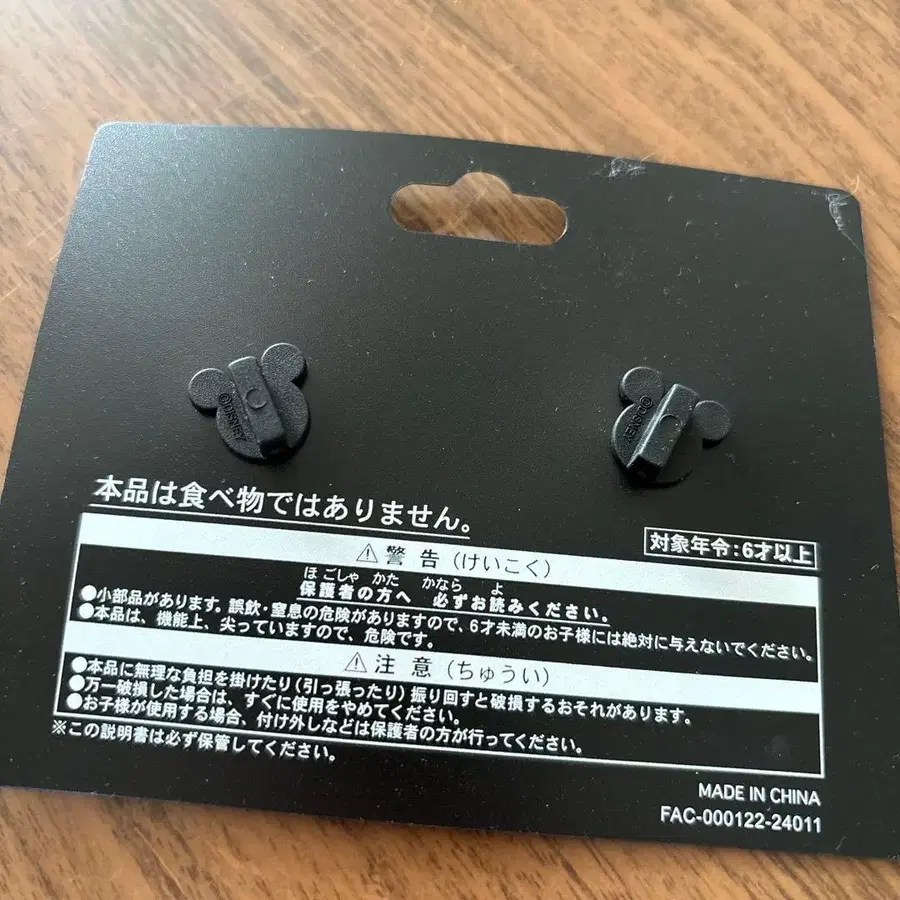 ©DISNEY
©DISNEY
本品は食べ物ではありません。
対象年令:6才以上
⚠警告(けいこく)
ほごしゃ かた かなら よ
保護者の方へ 必ずお読みください。
●小部品があります。誤飲・窒息の危険がありますので、6才未満のお子様には絶対に与えないでください。
●本品は、機能上、尖っていますので、危険です。
⚠注意(ちゅうい)
●本品に無理な負担を掛けたり(引っ張ったり)振り回すと破損するおそれがあります。
●万一破損した場合は、すぐに使用をやめてください。
●お子様が使用する場合、付け外しなどは保護者の方が行ってください。
※この説明書は必ず保管してください。
MADE IN CHINA
FAC-000122-24011